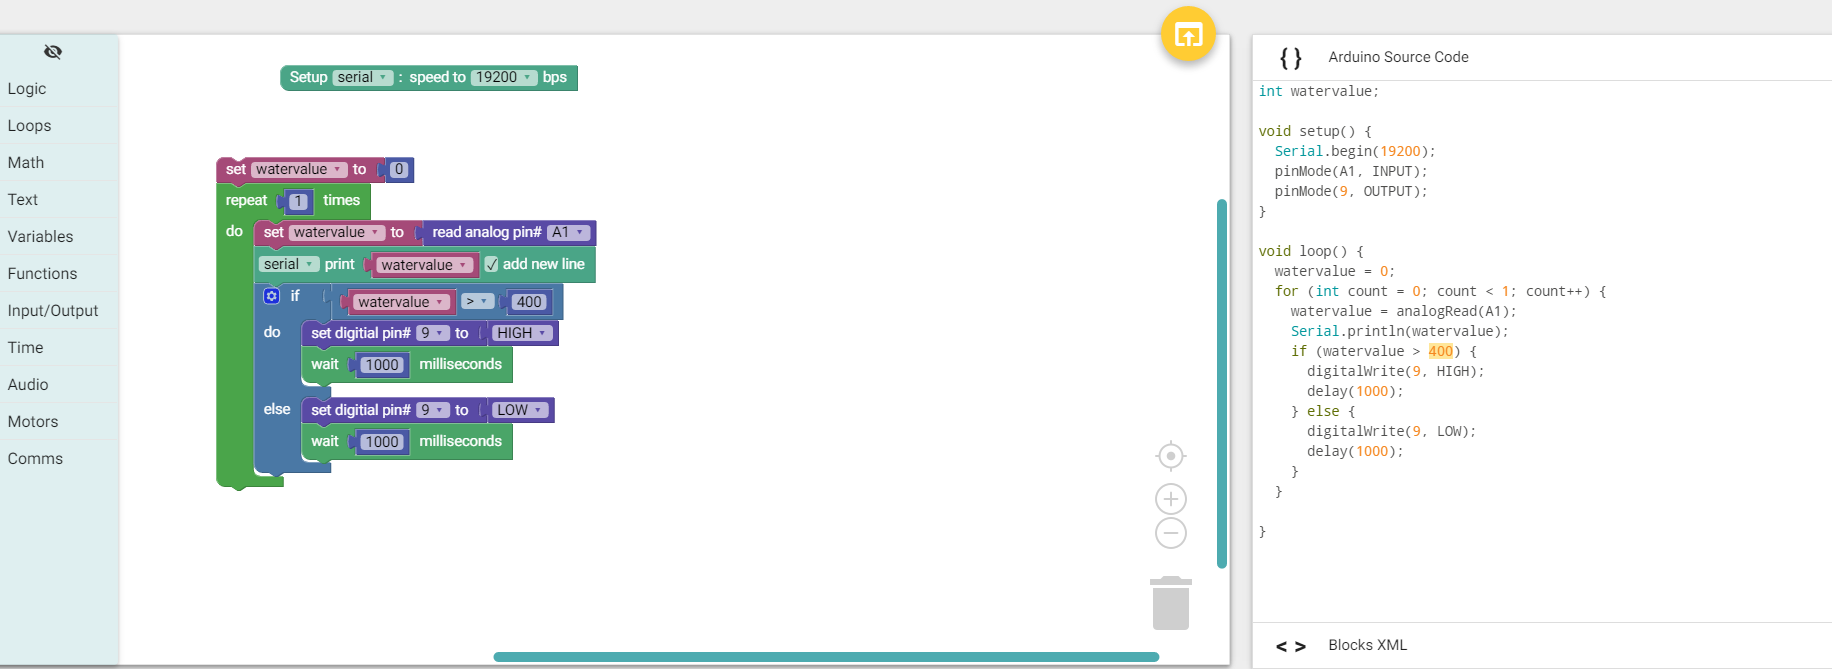 Logic
Loops
Math
Text
Variables
Functions
Input/Output
Time
Audio
Motors
Comms
Setup serial : speed to 19200 bps
set watervalue to 0
repeat 1 times
do set watervalue to read analog pin# A1
serial print watervalue ✓ add new line
if watervalue > 400
do set digitial pin# 9 to HIGH
wait 1000 milliseconds
else set digitial pin# 9 to LOW
wait 1000 milliseconds
{} Arduino Source Code
int watervalue;
void setup() {
Serial.begin(19200);
pinMode(A1, INPUT);
pinMode(9, OUTPUT);
}
void loop() {
watervalue = 0;
for (int count = 0; count < 1; count++) {
watervalue = analogRead(A1);
Serial.println(watervalue);
if (watervalue > 400) {
digitalWrite(9, HIGH);
delay(1000);
} else {
digitalWrite(9, LOW);
delay(1000);
}
}
}
< > Blocks XML